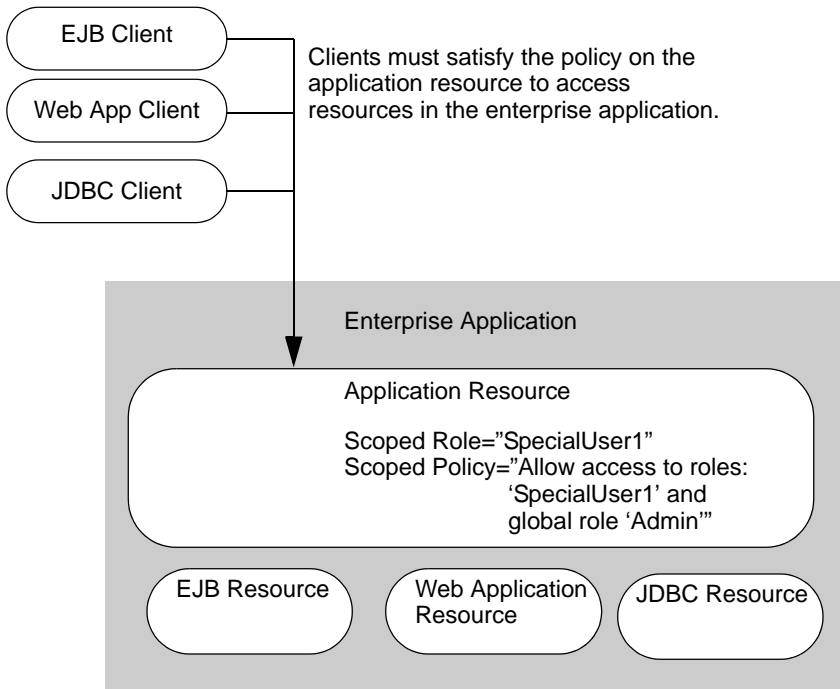 EJB Client
Web App Client
JDBC Client
Clients must satisfy the policy on the
application resource to access
resources in the enterprise application.
Enterprise Application
Application Resource
Scoped Role=”SpecialUser1”
Scoped Policy=”Allow access to roles:
‘SpecialUser1’ and
global role ‘Admin’”
EJB Resource
Web Application
Resource
JDBC Resource